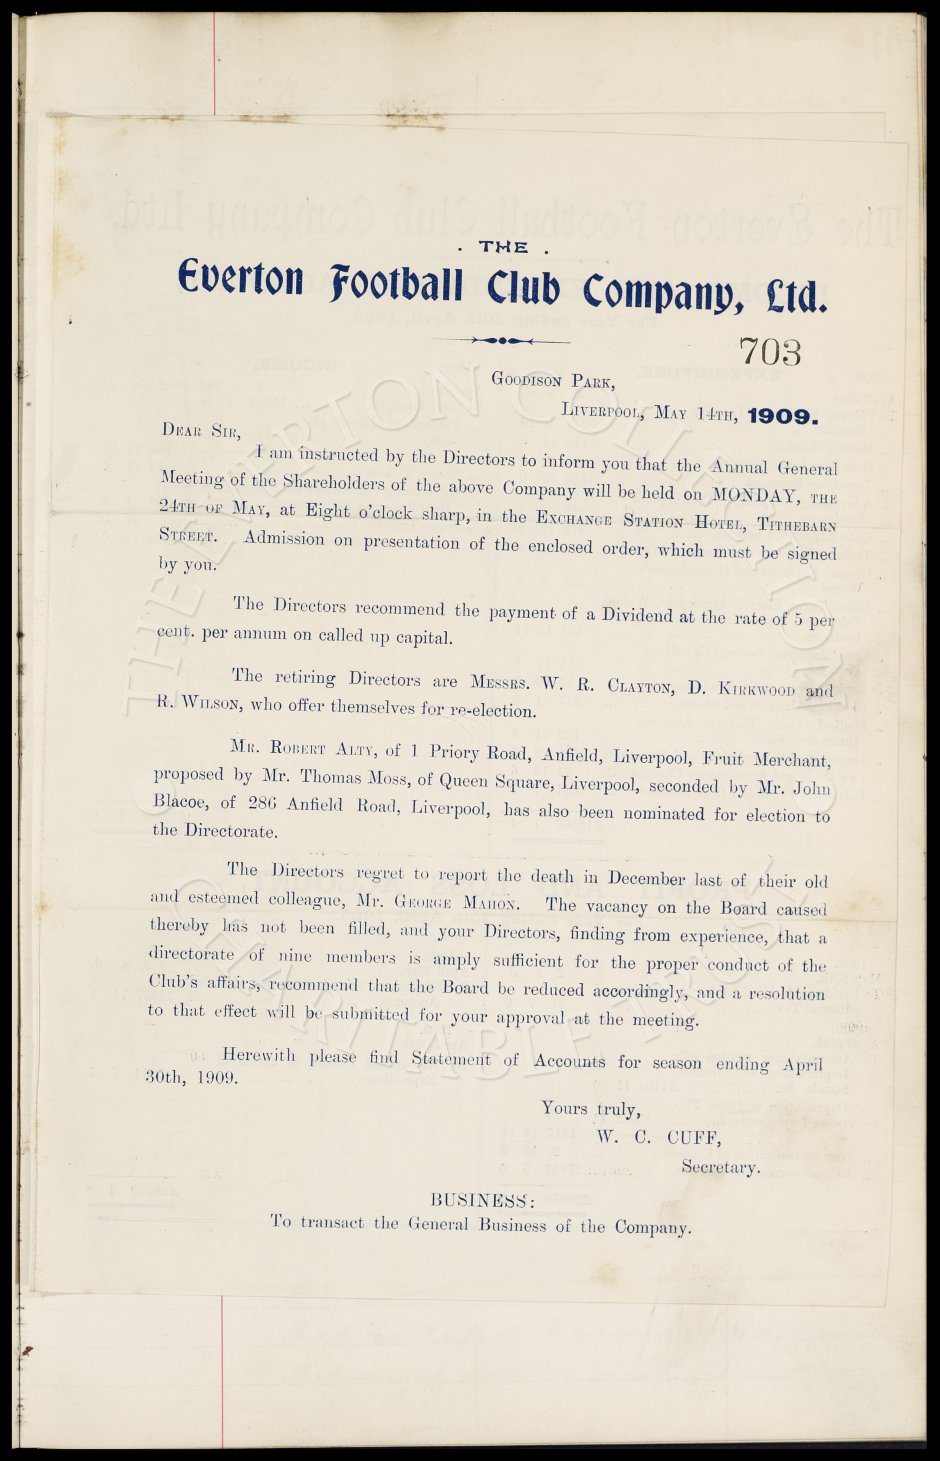 · THE ·
Everton Football Club Company, Ltd.
703
GOODISON PARK,
LIVERPOOL, MAY 14TH, 1909.
DEAR SIR,
I am instructed by the Directors to inform you that the Annual General
Meeting of the Shareholders of the above Company will be held on MONDAY, THE
24TH OF MAY, at Eight o'clock sharp, in the EXCHANGE STATION HOTEL, TITHEBARN
STREET. Admission on presentation of the enclosed order, which must be signed
by you.
The Directors recommend the payment of a Dividend at the rate of 5 per
cent. per annum on called up capital.
The retiring Directors are MESSRS. W. R. CLAYTON, D. KIRKWOOD and
R. WILSON, who offer themselves for re-election.
MR. ROBERT ALTY, of 1 Priory Road, Anfield, Liverpool, Fruit Merchant,
proposed by Mr. Thomas Moss, of Queen Square, Liverpool, seconded by Mr. John
Blacoe, of 286 Anfield Road, Liverpool, has also been nominated for election to
the Directorate.
The Directors regret to report the death in December last of their old
and esteemed colleague, Mr. GEORGE MAHON. The vacancy on the Board caused
thereby has not been filled, and your Directors, finding from experience, that a
directorate of nine members is amply sufficient for the proper conduct of the
Club's affairs, recommend that the Board be reduced accordingly, and a resolution
to that effect will be submitted for your approval at the meeting.
Herewith please find Statement of Accounts for season ending April
30th, 1909.
Yours truly,
W. C. CUFF,
Secretary.
BUSINESS:
To transact the General Business of the Company.
THE EVERTON COLLECTION
CHARITABLE TRUST